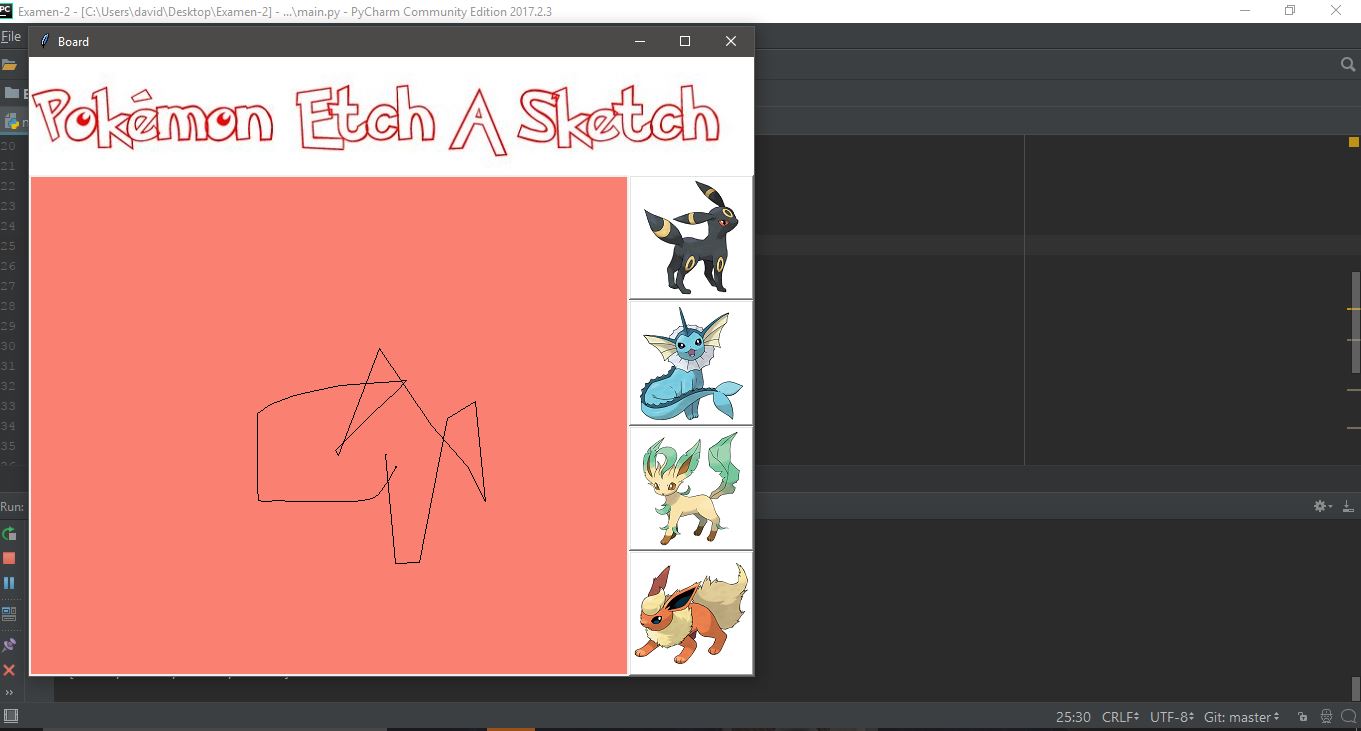 Examen-2 - [C:\Users\david\Desktop\Examen-2] - ...\main.py - PyCharm Community Edition 2017.2.3
File
Board
Pokémon Etch A Sketch
20
21
22
23
24
25
26
27
28
29
30
31
32
33
34
35
Run:
25:30 CRLF UTF-8 Git: master